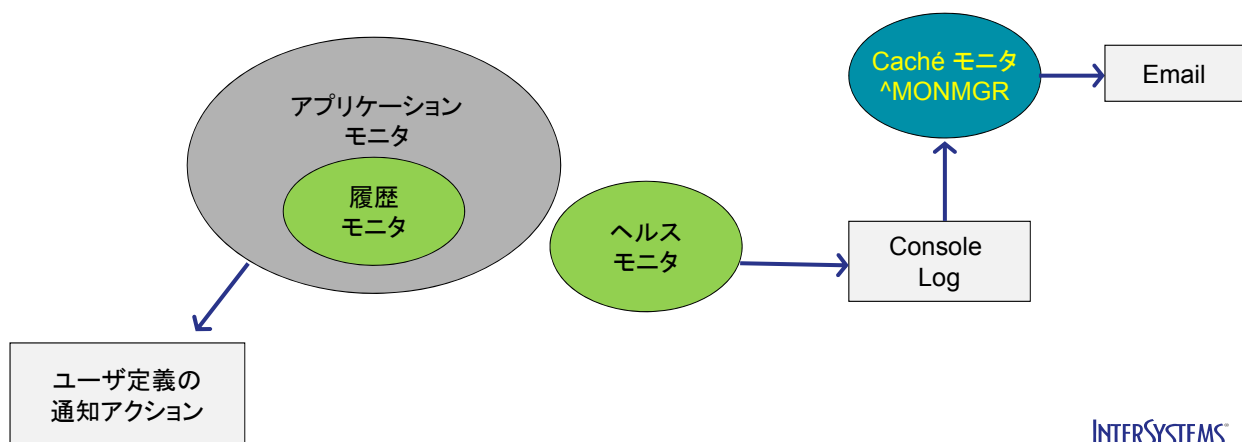 Caché モニタ
^MONMGR
Email
アプリケーション
モニタ
履歴
モニタ
ヘルス
モニタ
Console
Log
ユーザ定義の
通知アクション
INTERSYSTEMS®